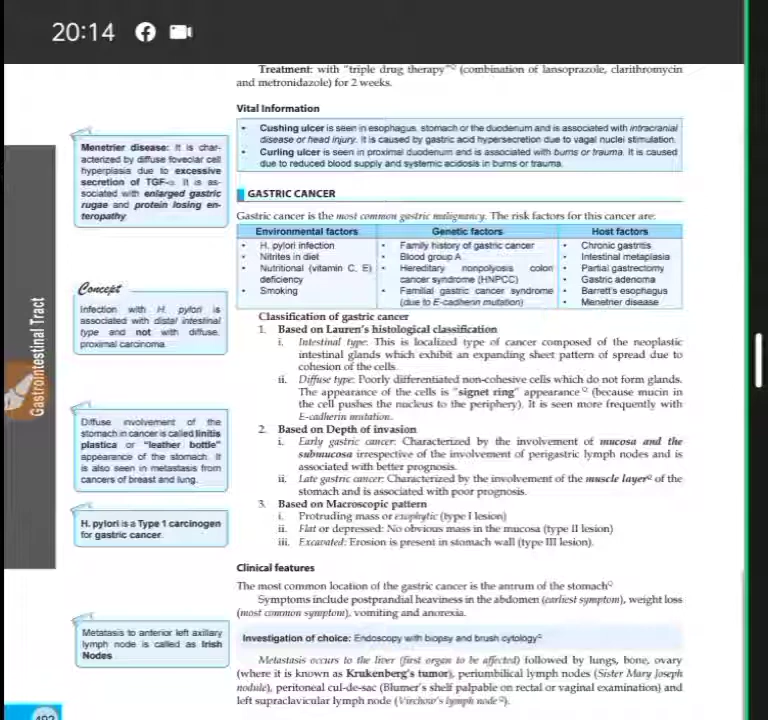 20:14
Treatment: with "triple drug therapy"Q (combination of lansoprazole, clarithromycin
and metronidazole) for 2 weeks.
Vital Information
• Cushing ulcer is seen in esophagus, stomach or the duodenum and is associated with intracranial
disease or head injury. It is caused by gastric acid hypersecretion due to vagal nuclei stimulation.
• Curling ulcer is seen in proximal duodenum and is associated with burns or trauma. It is caused
due to reduced blood supply and systemic acidosis in burns or trauma.
Menetrier disease: It is char-
acterized by diffuse foveolar cell
hyperplasia due to excessive
secretion of TGF-α. It is as-
sociated with enlarged gastric
rugae and protein losing en-
teropathy.
GASTRIC CANCER
Gastric cancer is the most common gastric malignancy. The risk factors for this cancer are:
Environmental factors Genetic factors Host factors
• H. pylori infection • Family history of gastric cancer • Chronic gastritis
• Nitrites in diet • Blood group A • Intestinal metaplasia
• Nutritional (vitamin C, E) • Hereditary nonpolyosis colon • Partial gastrectomy
deficiency cancer syndrome (HNPCC) • Gastric adenoma
• Smoking • Familial gastric cancer syndrome • Barrett's esophagus
(due to E-cadherin mutation) • Menetrier disease
Concept
Infection with H. pylori is
associated with distal intestinal
type and not with diffuse,
proximal carcinoma.
Gastrointestinal Tract
Classification of gastric cancer
1. Based on Lauren's histological classification
i. Intestinal type: This is localized type of cancer composed of the neoplastic
intestinal glands which exhibit an expanding sheet pattern of spread due to
cohesion of the cells.
ii. Diffuse type: Poorly differentiated non-cohesive cells which do not form glands.
The appearance of the cells is "signet ring" appearanceQ (because mucin in
the cell pushes the nucleus to the periphery). It is seen more frequently with
E-cadherin mutation.
2. Based on Depth of invasion
i. Early gastric cancer: Characterized by the involvement of mucosa and the
submucosa irrespective of the involvement of perigastric lymph nodes and is
associated with better prognosis.
ii. Late gastric cancer: Characterized by the involvement of the muscle layerQ of the
stomach and is associated with poor prognosis.
3. Based on Macroscopic pattern
i. Protruding mass or exophytic (type I lesion)
ii. Flat or depressed: No obvious mass in the mucosa (type II lesion)
iii. Excavated: Erosion is present in stomach wall (type III lesion).
Diffuse involvement of the
stomach in cancer is called linitis
plastica or "leather bottle"
appearance of the stomach. It
is also seen in metastasis from
cancers of breast and lung.
H. pylori is a Type 1 carcinogen
for gastric cancer.
Clinical features
The most common location of the gastric cancer is the antrum of the stomachQ
Symptoms include postprandial heaviness in the abdomen (earliest symptom), weight loss
(most common symptom), vomiting and anorexia.
Investigation of choice: Endoscopy with biopsy and brush cytologyQ
Metastasis to anterior left axillary
lymph node is called as Irish
Nodes
Metastasis occurs to the liver (first organ to be affected) followed by lungs, bone, ovary
(where it is known as Krukenberg's tumor), periumbilical lymph nodes (Sister Mary Joseph
nodule), peritoneal cul-de-sac (Blumer's shelf palpable on rectal or vaginal examination) and
left supraclavicular lymph node (Virchow's lymph nodeQ).
492